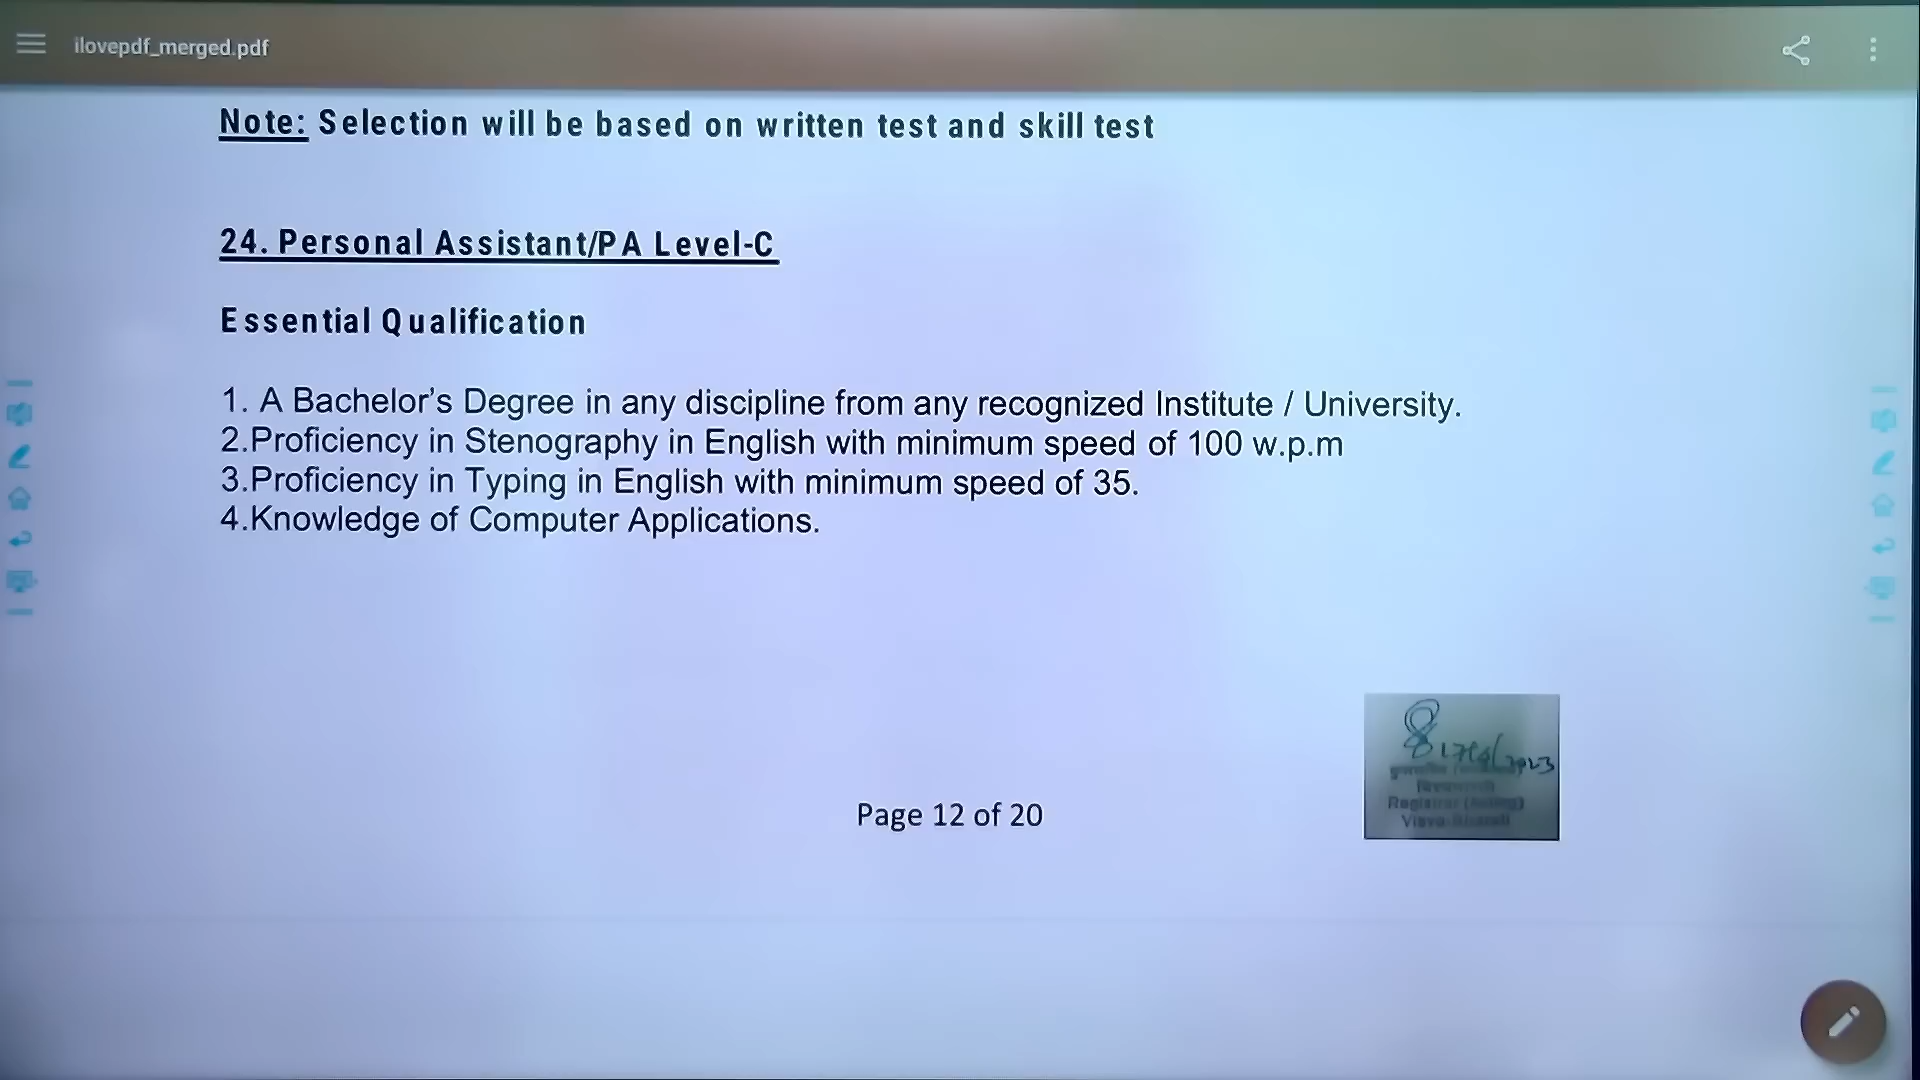 ilovepdf_merged.pdf
Note: Selection will be based on written test and skill test
24. Personal Assistant/PA Level-C
Essential Qualification
1. A Bachelor's Degree in any discipline from any recognized Institute / University.
2.Proficiency in Stenography in English with minimum speed of 100 w.p.m
3.Proficiency in Typing in English with minimum speed of 35.
4.Knowledge of Computer Applications.
Page 12 of 20
Registrar (Acting)
Visva-Bharati